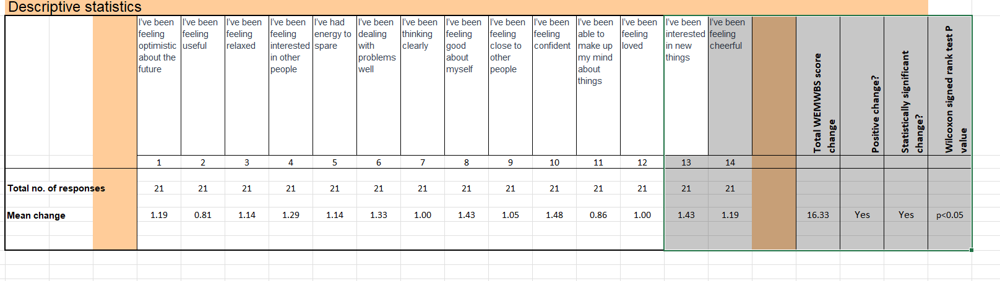 Descriptive statistics
I've been feeling optimistic about the future
I've been feeling useful
I've been feeling relaxed
I've been feeling interested in other people
I've had energy to spare
I've been dealing with problems well
I've been thinking clearly
I've been feeling good about myself
I've been feeling close to other people
I've been feeling confident
I've been able to make up my mind about things
I've been feeling loved
I've been interested in new things
I've been feeling cheerful
Total WEMWBS score change
Positive change?
Statistically significant change?
Wilcoxon signed rank test P value
1 2 3 4 5 6 7 8 9 10 11 12 13 14
Total no. of responses 21 21 21 21 21 21 21 21 21 21 21 21 21 21
Mean change 1.19 0.81 1.14 1.29 1.14 1.33 1.00 1.43 1.05 1.48 0.86 1.00 1.43 1.19 16.33 Yes Yes p<0.05